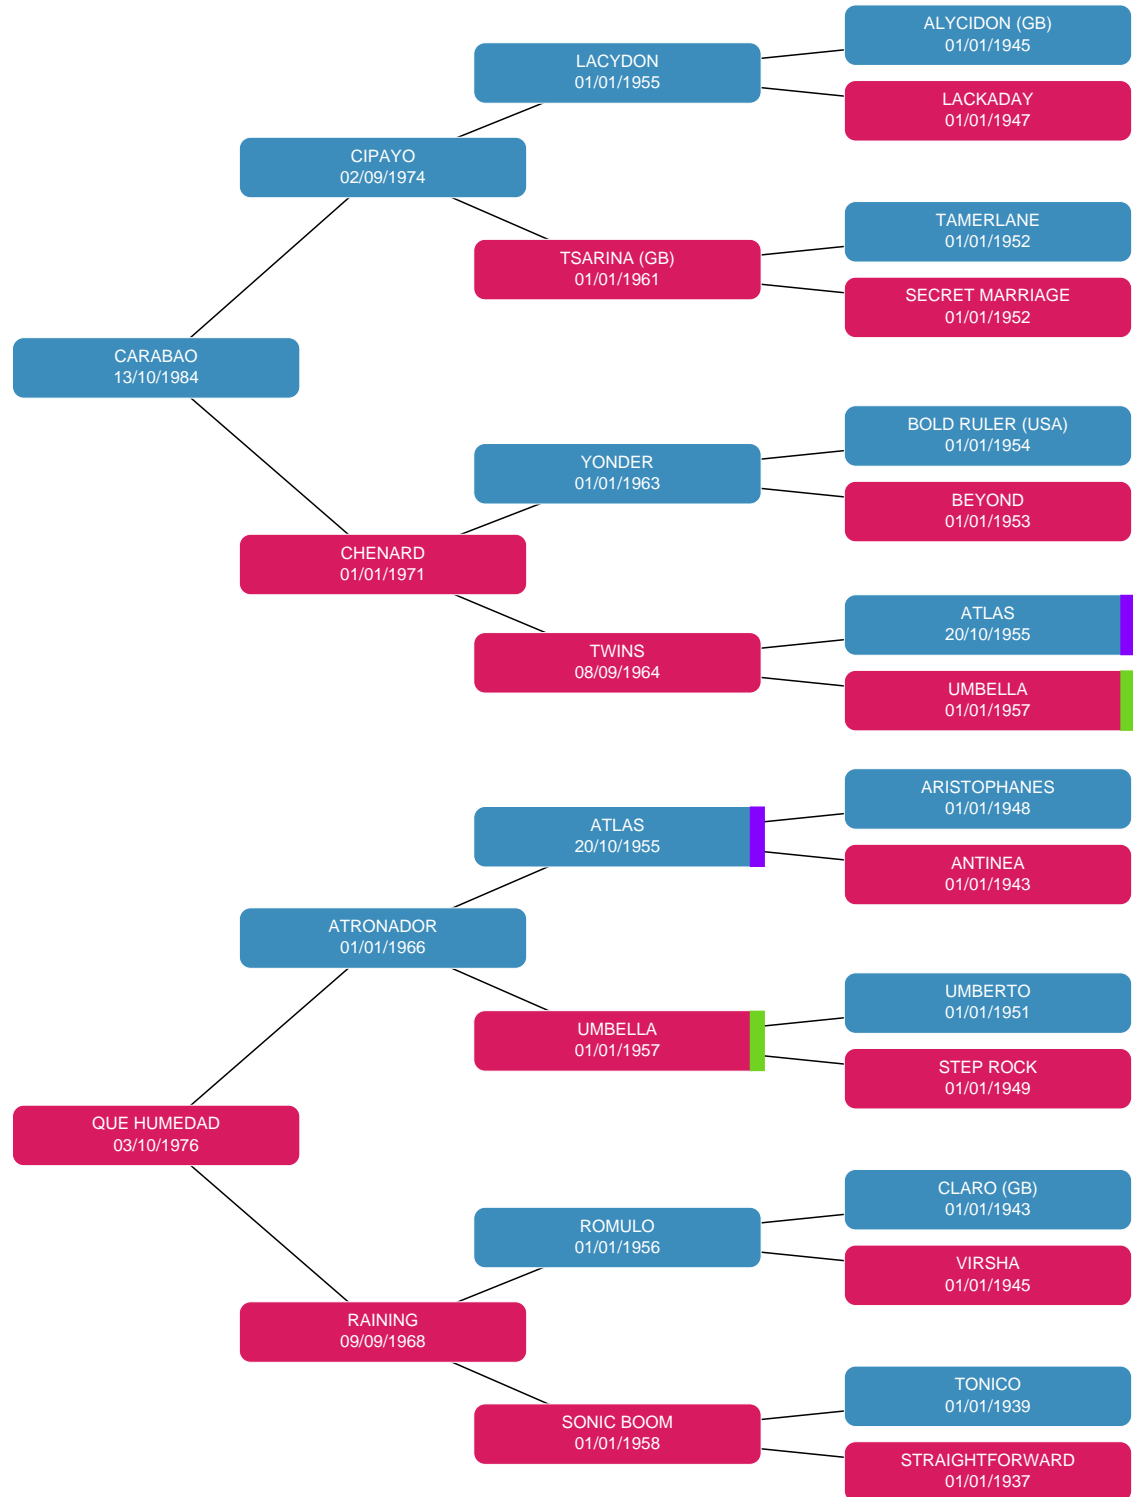 ALYCIDON (GB)
01/01/1945
LACYDON
01/01/1955
LACKADAY
01/01/1947
CIPAYO
02/09/1974
TAMERLANE
01/01/1952
TSARINA (GB)
01/01/1961
SECRET MARRIAGE
01/01/1952
CARABAO
13/10/1984
BOLD RULER (USA)
01/01/1954
YONDER
01/01/1963
BEYOND
01/01/1953
CHENARD
01/01/1971
ATLAS
20/10/1955
TWINS
08/09/1964
UMBELLA
01/01/1957
ARISTOPHANES
01/01/1948
ATLAS
20/10/1955
ANTINEA
01/01/1943
ATRONADOR
01/01/1966
UMBERTO
01/01/1951
UMBELLA
01/01/1957
STEP ROCK
01/01/1949
QUE HUMEDAD
03/10/1976
CLARO (GB)
01/01/1943
ROMULO
01/01/1956
VIRSHA
01/01/1945
RAINING
09/09/1968
TONICO
01/01/1939
SONIC BOOM
01/01/1958
STRAIGHTFORWARD
01/01/1937